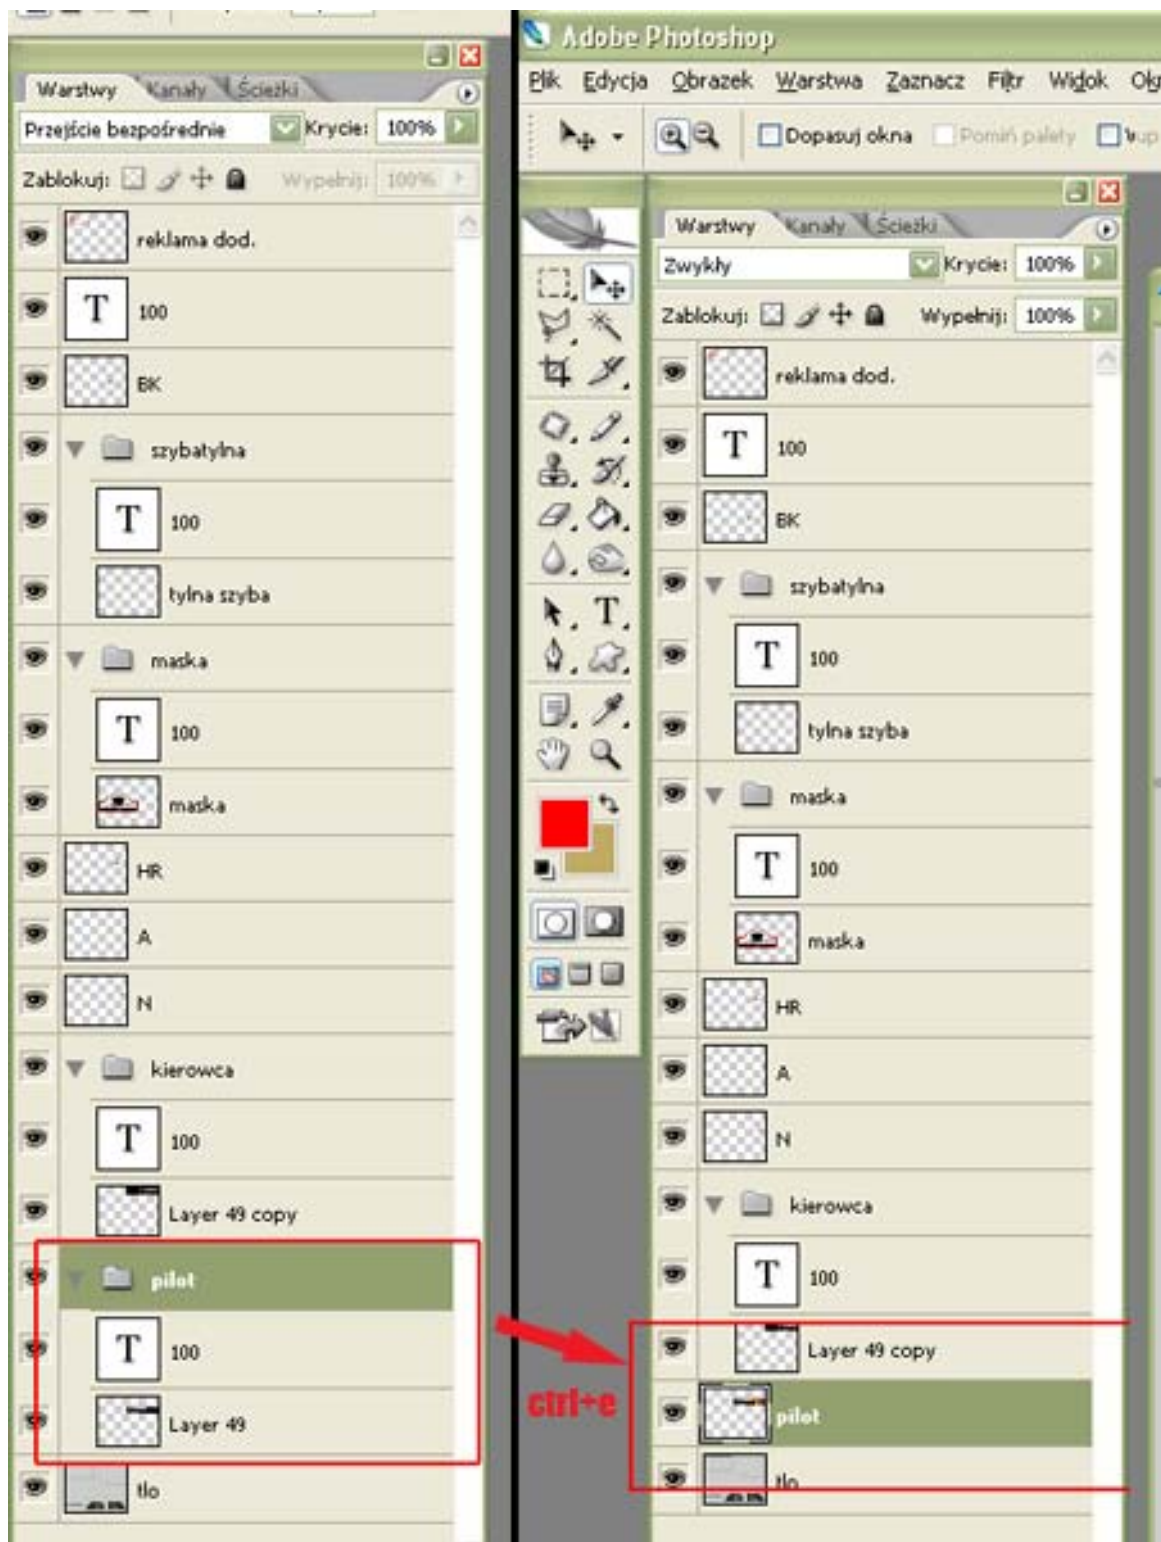 Warstwy Kanały Ścieżki
Przejście bezpośrednie Krycie: 100%
Zablokuj: Wypełnij: 100%
reklama dod.
T 100
BK
szybatylna
T 100
tylna szyba
maska
T 100
maska
HR
A
N
kierowca
T 100
Layer 49 copy
pilot
T 100
Layer 49
tlo
ctrl+e
Adobe Photoshop
Plik Edycja Obrazek Warstwa Zaznacz Filtr Widok
Dopasuj okna Pomiń palety
Warstwy Kanały Ścieżki
Zwykły Krycie: 100%
Zablokuj: Wypełnij: 100%
reklama dod.
T 100
BK
szybatylna
T 100
tylna szyba
maska
T 100
maska
HR
A
N
kierowca
T 100
Layer 49 copy
pilot
tlo